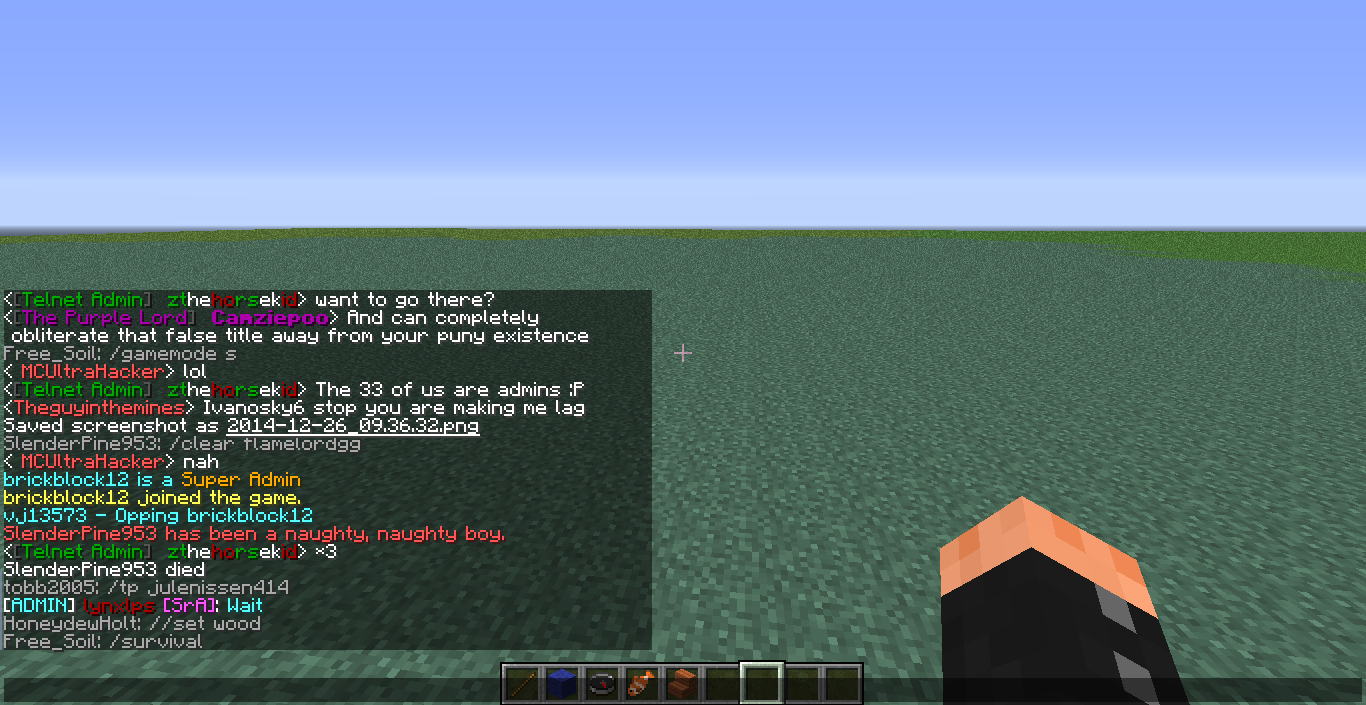 <[Telnet Admin] zthehorsekid> want to go there?
<[The Purple Lord] Camziepoo> And can completely
obliterate that false title away from your puny existence
Free_Soil: /gamemode s
< MCUltraHacker> lol
<[Telnet Admin] zthehorsekid> The 33 of us are admins :P
<Theguyinthemines> Ivanosky6 stop you are making me lag
Saved screenshot as 2014-12-26_09.36.32.png
SlenderPine953: /clear flamelordgg
< MCUltraHacker> nah
brickblock12 is a Super Admin
brickblock12 joined the game.
vj13573 - Opping brickblock12
SlenderPine953 has been a naughty, naughty boy.
<[Telnet Admin] zthehorsekid> *3
SlenderPine953 died
tobb2005: /tp julenissen414
[ADMIN] lynxlps [SrA]: Wait
HoneydewHolt: //set wood
Free_Soil: /survival